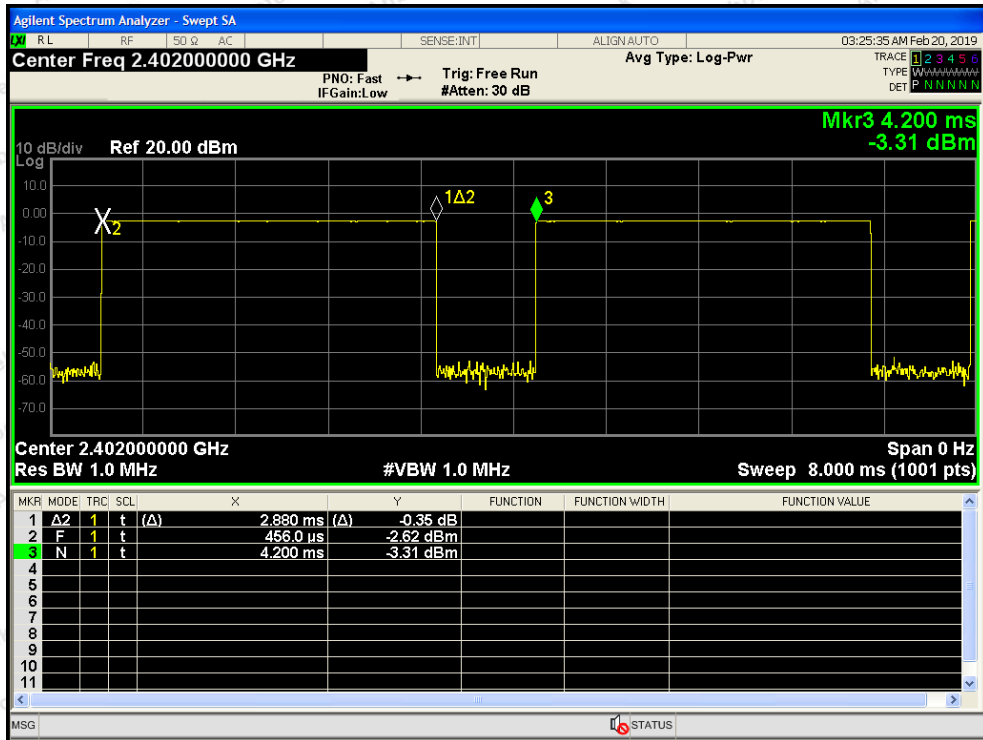 Agilent Spectrum Analyzer - Swept SA
LXI RL RF 50 Ω AC SENSE:INT ALIGN AUTO 03:25:35 AM Feb 20, 2019
Center Freq 2.402000000 GHz
Avg Type: Log-Pwr
TRACE 1 2 3 4 5 6
PNO: Fast Trig: Free Run
TYPE WWWWWW
IFGain:Low #Atten: 30 dB
DET P N N N N N
Mkr3 4.200 ms
-3.31 dBm
10 dB/div Ref 20.00 dBm
Log
10.0
1Δ2
3
0.00
2
-10.0
-20.0
-30.0
-40.0
-50.0
-60.0
-70.0
Center 2.402000000 GHz Span 0 Hz
Res BW 1.0 MHz #VBW 1.0 MHz Sweep 8.000 ms (1001 pts)
MKR MODE TRC SCL X Y FUNCTION FUNCTION WIDTH FUNCTION VALUE
1 Δ2 1 t (Δ) 2.880 ms (Δ) -0.35 dB
2 F 1 t 456.0 µs -2.62 dBm
3 N 1 t 4.200 ms -3.31 dBm
4
5
6
7
8
9
10
11
MSG STATUS